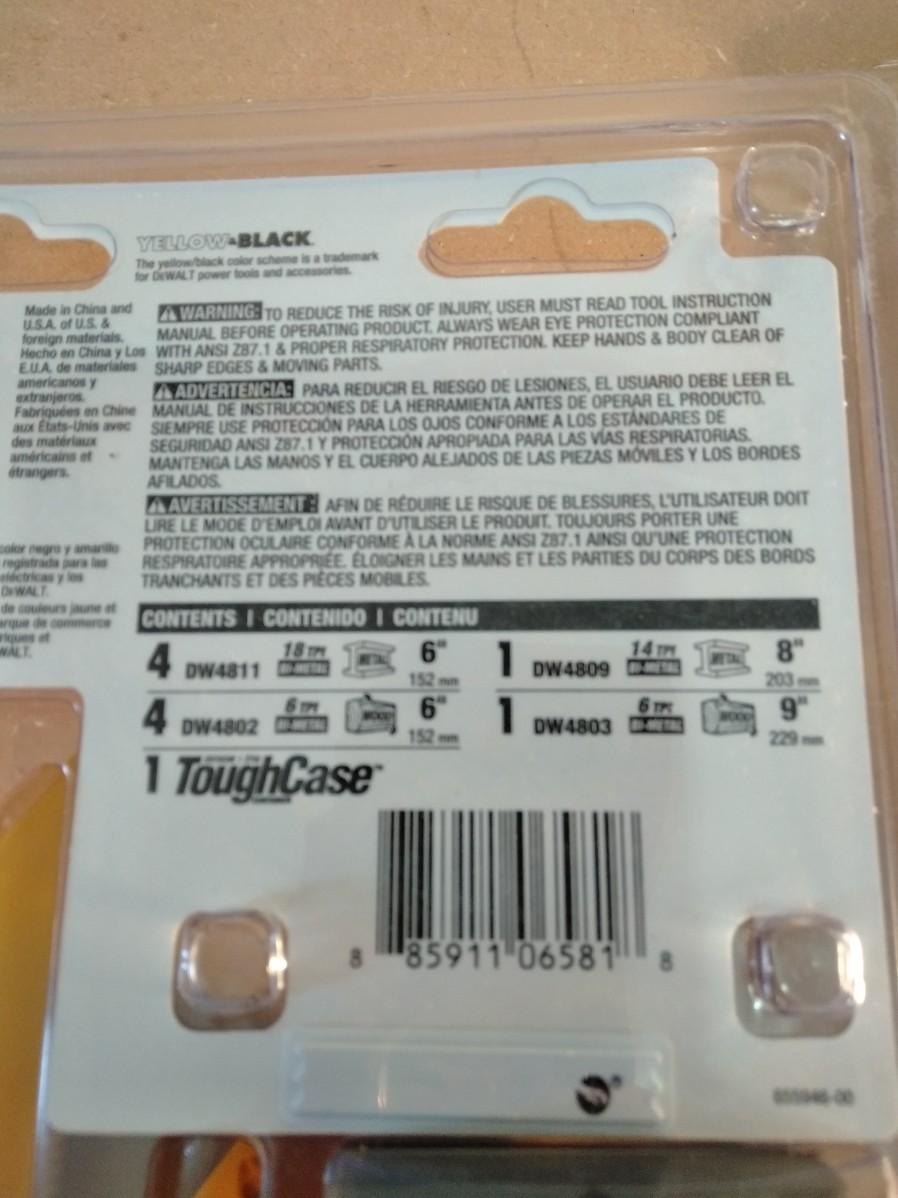 YELLOW&BLACK
The yellow/black color scheme is a trademark
for DEWALT power tools and accessories.
Made in China and
U.S.A. of U.S. &
foreign materials.
Hecho en China y Los
E.U.A. de materiales
americanos y
extranjeros.
Fabriquées en Chine
aux États-Unis avec
des matériaux
américains et
étrangers.
color negro y amarillo
registrada para las
eléctricas y los
DEWALT.
de couleurs jaune et
arque de commerce
riques et
WALT.
WARNING: TO REDUCE THE RISK OF INJURY, USER MUST READ TOOL INSTRUCTION
MANUAL BEFORE OPERATING PRODUCT. ALWAYS WEAR EYE PROTECTION COMPLIANT
WITH ANSI Z87.1 & PROPER RESPIRATORY PROTECTION. KEEP HANDS & BODY CLEAR OF
SHARP EDGES & MOVING PARTS.
ADVERTENCIA: PARA REDUCIR EL RIESGO DE LESIONES, EL USUARIO DEBE LEER EL
MANUAL DE INSTRUCCIONES DE LA HERRAMIENTA ANTES DE OPERAR EL PRODUCTO.
SIEMPRE USE PROTECCIÓN PARA LOS OJOS CONFORME A LOS ESTÁNDARES DE
SEGURIDAD ANSI Z87.1 Y PROTECCIÓN APROPIADA PARA LAS VÍAS RESPIRATORIAS.
MANTENGA LAS MANOS Y EL CUERPO ALEJADOS DE LAS PIEZAS MÓVILES Y LOS BORDES
AFILADOS.
AVERTISSEMENT : AFIN DE RÉDUIRE LE RISQUE DE BLESSURES, L'UTILISATEUR DOIT
LIRE LE MODE D'EMPLOI AVANT D'UTILISER LE PRODUIT. TOUJOURS PORTER UNE
PROTECTION OCULAIRE CONFORME À LA NORME ANSI Z87.1 AINSI QU'UNE PROTECTION
RESPIRATOIRE APPROPRIÉE. ÉLOIGNER LES MAINS ET LES PARTIES DU CORPS DES BORDS
TRANCHANTS ET DES PIÈCES MOBILES.
CONTENTS | CONTENIDO | CONTENU
4 DW4811 18 TPI BI-METAL METAL 6" 152 mm
1 DW4809 14 TPI BI-METAL METAL 8" 203 mm
4 DW4802 6 TPI BI-METAL WOOD 6" 152 mm
1 DW4803 6 TPI BI-METAL WOOD 9" 229 mm
1 ToughCase™
8 85911 06581 8
®
655946-00